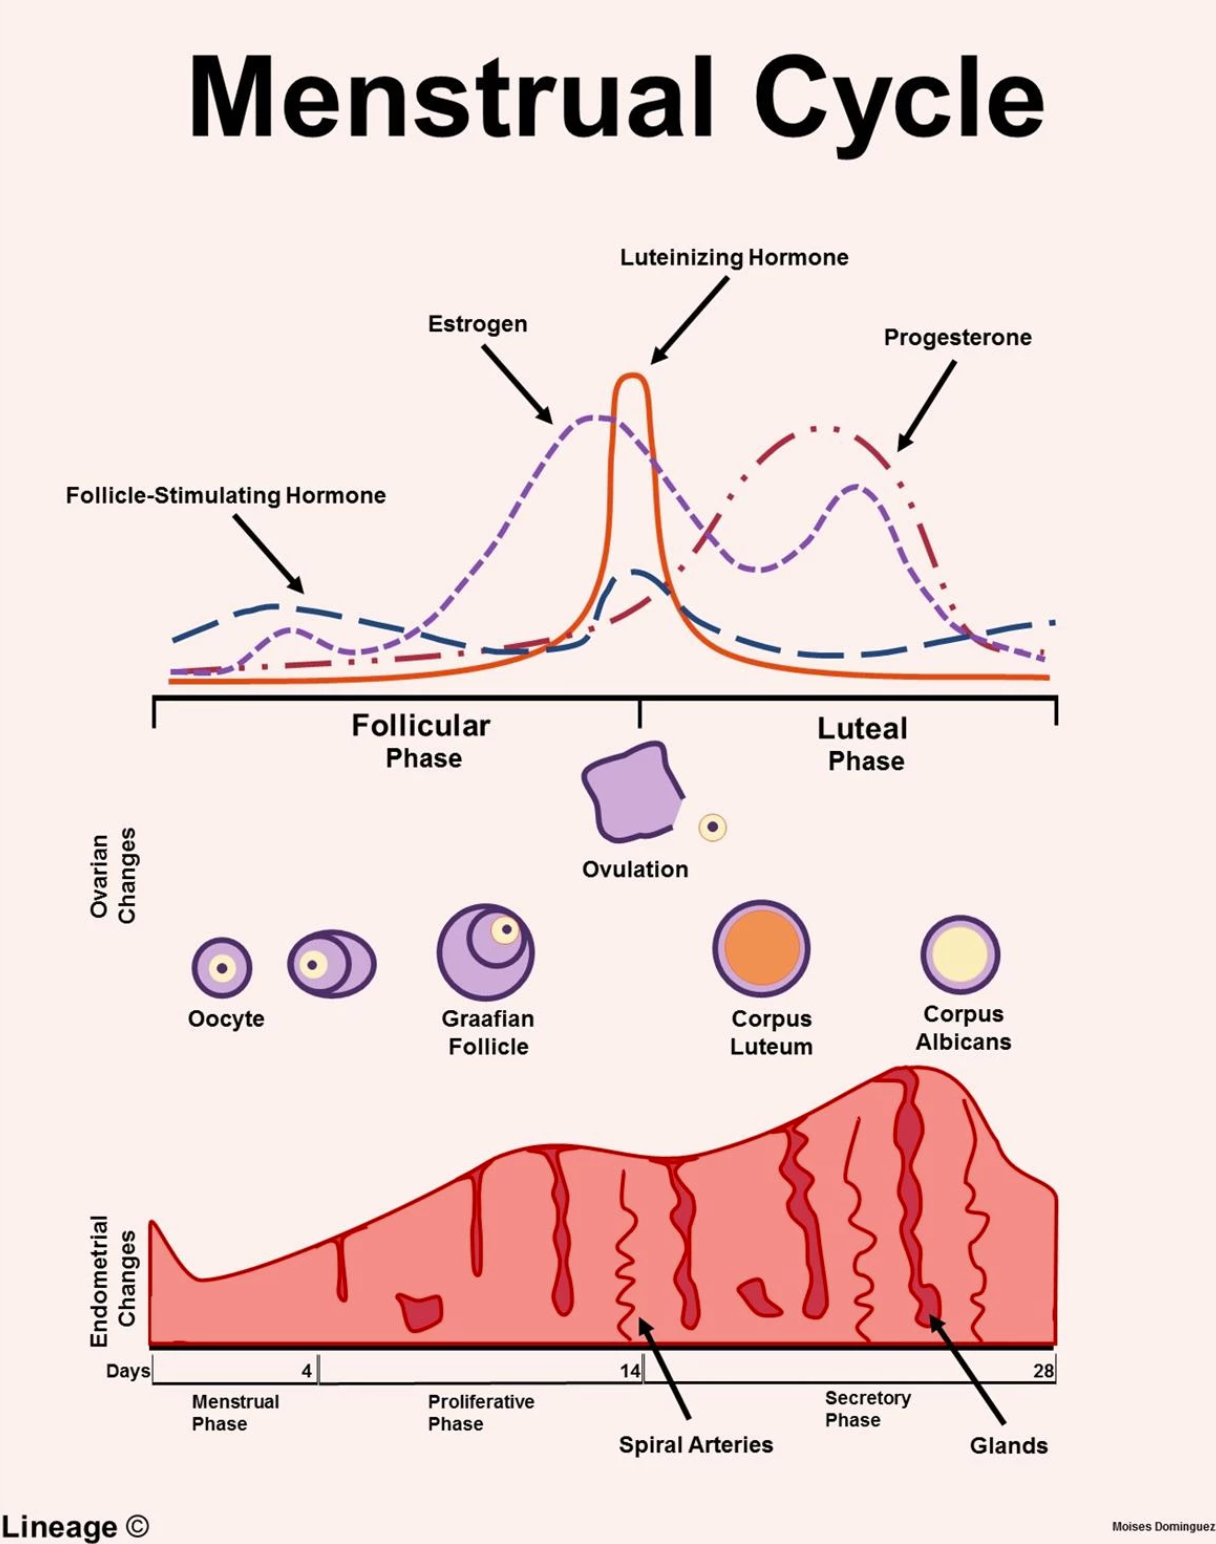 Menstrual Cycle
Luteinizing Hormone
Estrogen
Progesterone
Follicle-Stimulating Hormone
Follicular
Phase
Luteal
Phase
Ovarian
Changes
Ovulation
Oocyte
Graafian
Follicle
Corpus
Luteum
Corpus
Albicans
Endometrial
Changes
Days 4 14 28
Menstrual
Phase
Proliferative
Phase
Secretory
Phase
Spiral Arteries
Glands
Lineage ©
Moises Dominguez